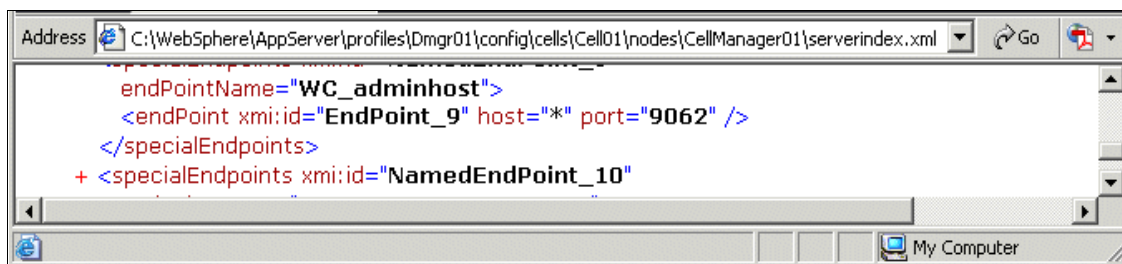 Address C:\WebSphere\AppServer\profiles\Dmgr01\config\cells\Cell01\nodes\CellManager01\serverindex.xml Go
endPointName="WC_adminhost">
<endPoint xmi:id="EndPoint_9" host="*" port="9062" />
</specialEndpoints>
+ <specialEndpoints xmi:id="NamedEndPoint_10"
My Computer